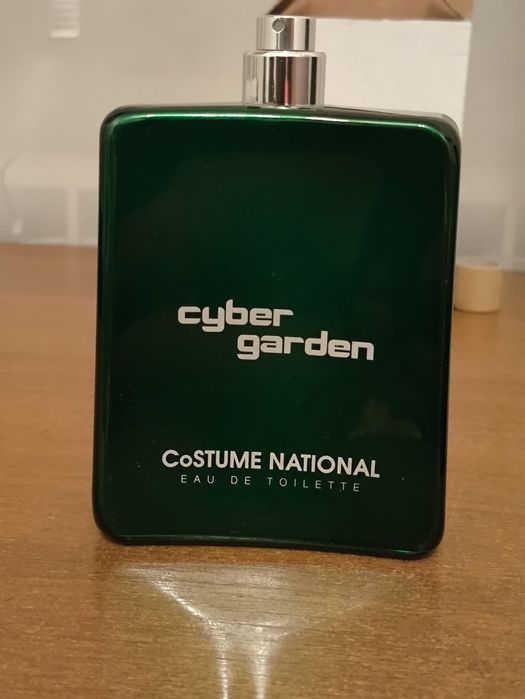 cyber
garden
CoSTUME NATIONAL
EAU DE TOILETTE